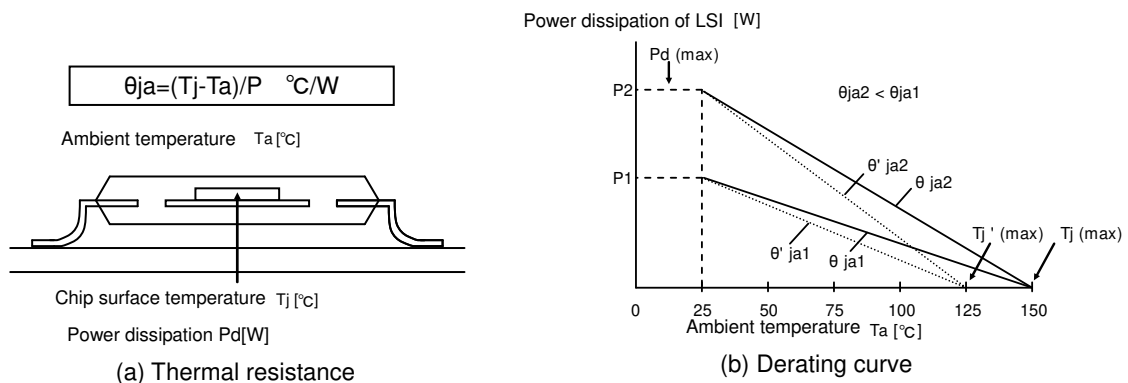 θja=(Tj-Ta)/P °C/W
Ambient temperature Ta [°C]
Chip surface temperature Tj [°C]
Power dissipation Pd[W]
(a) Thermal resistance
Power dissipation of LSI [W]
Pd (max)
P2
θja2 < θja1
θ' ja2
θ ja2
P1
Tj ' (max)
Tj (max)
θ' ja1
θ ja1
0
25
50
75
100
125
150
Ambient temperature Ta [°C]
(b) Derating curve